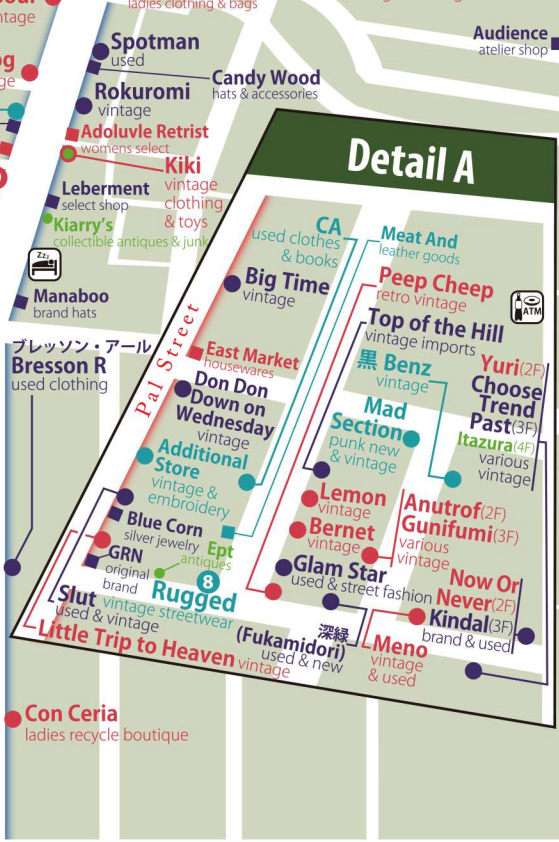 ladies clothing & bags
Audience
atelier shop
Spotman
used
Candy Wood
hats & accessories
Rokuromi
vintage
Adoluvle Retrist
womens select
Kiki
vintage
clothing
& toys
Leberment
select shop
Kiarry's
collectible antiques & junk
Zzz
Manaboo
brand hats
ブレッソン・アール
Bresson R
used clothing
Detail A
CA
used clothes
& books
Meat And
leather goods
Big Time
vintage
Peep Cheep
retro vintage
ATM
Top of the Hill
vintage imports
Pal Street
East Market
housewares
黒 Benz
vintage
Yuri(2F)
Choose
Trend
Past(3F)
Itazura(4F)
various
vintage
Don Don
Down on
Wednesday
vintage
Mad
Section
punk new
& vintage
Additional
Store
vintage &
embroidery
Lemon
vintage
Bernet
vintage
Anutrof(2F)
Gunifumi(3F)
various
vintage
Blue Corn
silver jewelry
GRN
original
brand
Ept
antiques
8
Rugged
vintage streetwear
Glam Star
used & street fashion
Now Or
Never(2F)
Kindal(3F)
brand & used
Slut
used & vintage
深緑
(Fukamidori)
used & new
Meno
vintage
& used
Little Trip to Heaven vintage
Con Ceria
ladies recycle boutique